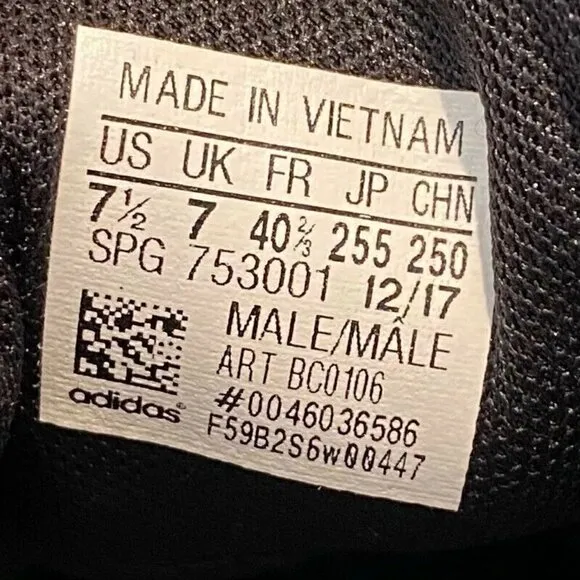 MADE IN VIETNAM
US UK FR JP CHN
7½ 7 40⅔ 255 250
SPG 753001 12/17
MALE/MÂLE
ART BC0106
#0046036586
F59B2S6w00447
adidas